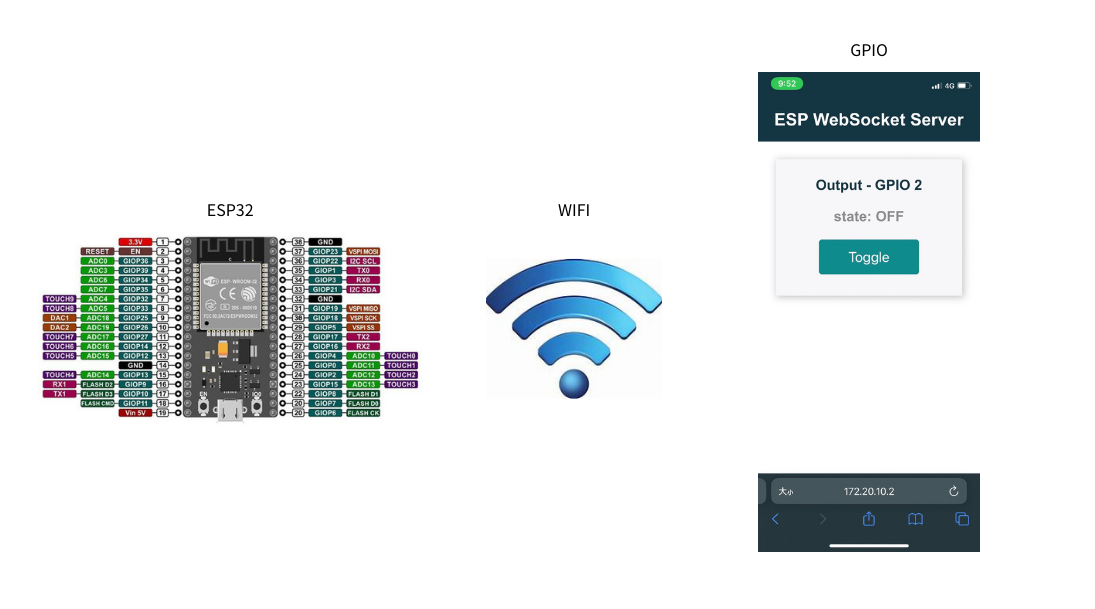 GPIO
9:52
4G
ESP WebSocket Server
Output - GPIO 2
state: OFF
Toggle
ESP32
WIFI
3.3V 1 38 GND
RESET EN 2 37 GIOP23 VSPI MOSI
ADC0 GIOP36 3 36 GIOP22 I2C SCL
ADC3 GIOP39 4 35 GIOP1 TX0
ADC6 GIOP34 5 34 GIOP3 RX0
ADC7 GIOP35 6 33 GIOP21 I2C SDA
TOUCH9 ADC4 GIOP32 7 32 GND
TOUCH8 ADC5 GIOP33 8 31 GIOP19 VSPI MISO
DAC1 ADC18 GIOP25 9 30 GIOP18 VSPI SCK
DAC2 ADC19 GIOP26 10 29 GIOP5 VSPI SS
TOUCH7 ADC17 GIOP27 11 28 GIOP17 TX2
TOUCH6 ADC16 GIOP14 12 27 GIOP16 RX2
TOUCH5 ADC15 GIOP12 13 26 GIOP4 ADC10 TOUCH0
GND 14 25 GIOP0 ADC11 TOUCH1
TOUCH4 ADC14 GIOP13 15 24 GIOP2 ADC12 TOUCH2
RX1 FLASH D2 GIOP9 16 23 GIOP15 ADC13 TOUCH3
TX1 FLASH D3 GIOP10 17 22 GIOP8 FLASH D1
FLASH CMD GIOP11 18 GIOP7 FLASH D0
Vin 5V 19 20 GIOP6 FLASH CK
WiFi ESP-WROOM-32
EN
大小 172.20.10.2